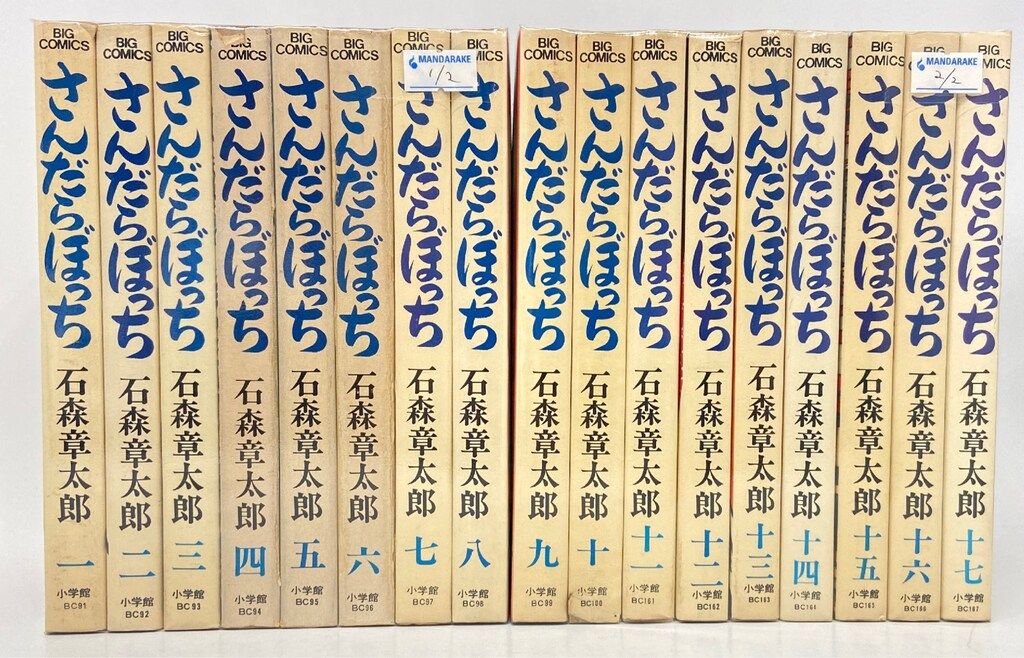 BIG COMICS
さんだらぼっち
石森章太郎
一
小学館
BC91
BIG COMICS
さんだらぼっち
石森章太郎
二
小学館
BC92
BIG COMICS
さんだらぼっち
石森章太郎
三
小学館
BC93
BIG COMICS
さんだらぼっち
石森章太郎
四
小学館
BC94
BIG COMICS
さんだらぼっち
石森章太郎
五
小学館
BC95
BIG COMICS
さんだらぼっち
石森章太郎
六
小学館
BC96
BIG COMICS
MANDARAKE
1/2
さんだらぼっち
石森章太郎
七
小学館
BC97
BIG COMICS
さんだらぼっち
石森章太郎
八
小学館
BC98
BIG COMICS
さんだらぼっち
石森章太郎
九
小学館
BC99
BIG COMICS
さんだらぼっち
石森章太郎
十
小学館
BC100
BIG COMICS
さんだらぼっち
石森章太郎
十一
小学館
BC161
BIG COMICS
さんだらぼっち
石森章太郎
十二
小学館
BC162
BIG COMICS
さんだらぼっち
石森章太郎
十三
小学館
BC163
BIG COMICS
さんだらぼっち
石森章太郎
十四
小学館
BC164
BIG COMICS
さんだらぼっち
石森章太郎
十五
小学館
BC165
BIG
MANDARAKE
2/2
さんだらぼっち
石森章太郎
十六
小学館
BC166
BIG COMICS
さんだらぼっち
石森章太郎
十七
小学館
BC167